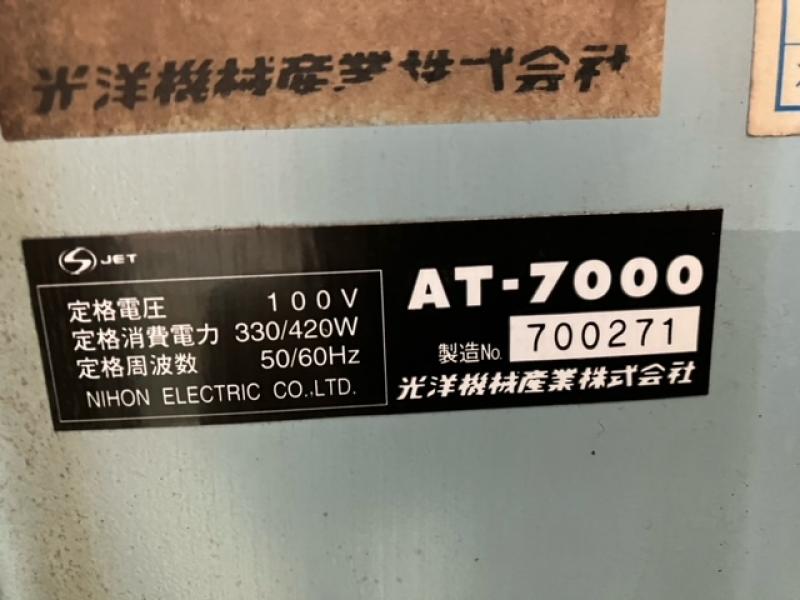 光洋機械産業株式会社
S JET
定格電圧 100V
定格消費電力 330/420W
定格周波数 50/60Hz
NIHON ELECTRIC CO.,LTD.
AT-7000
製造No. 700271
光洋機械産業株式会社